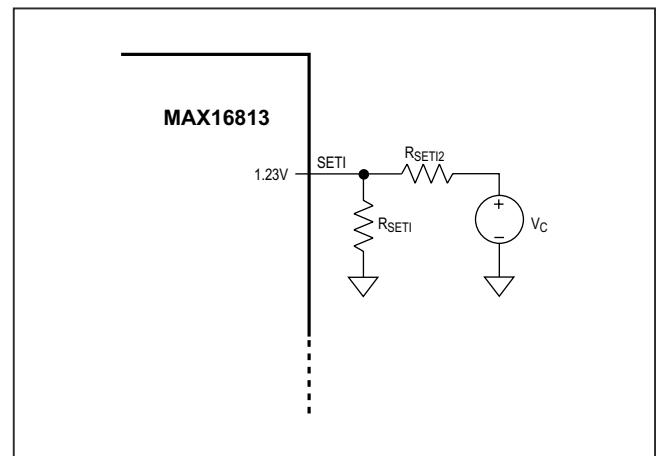 MAX16813
1.23V
SETI
RSETI2
RSETI
+
−
VC